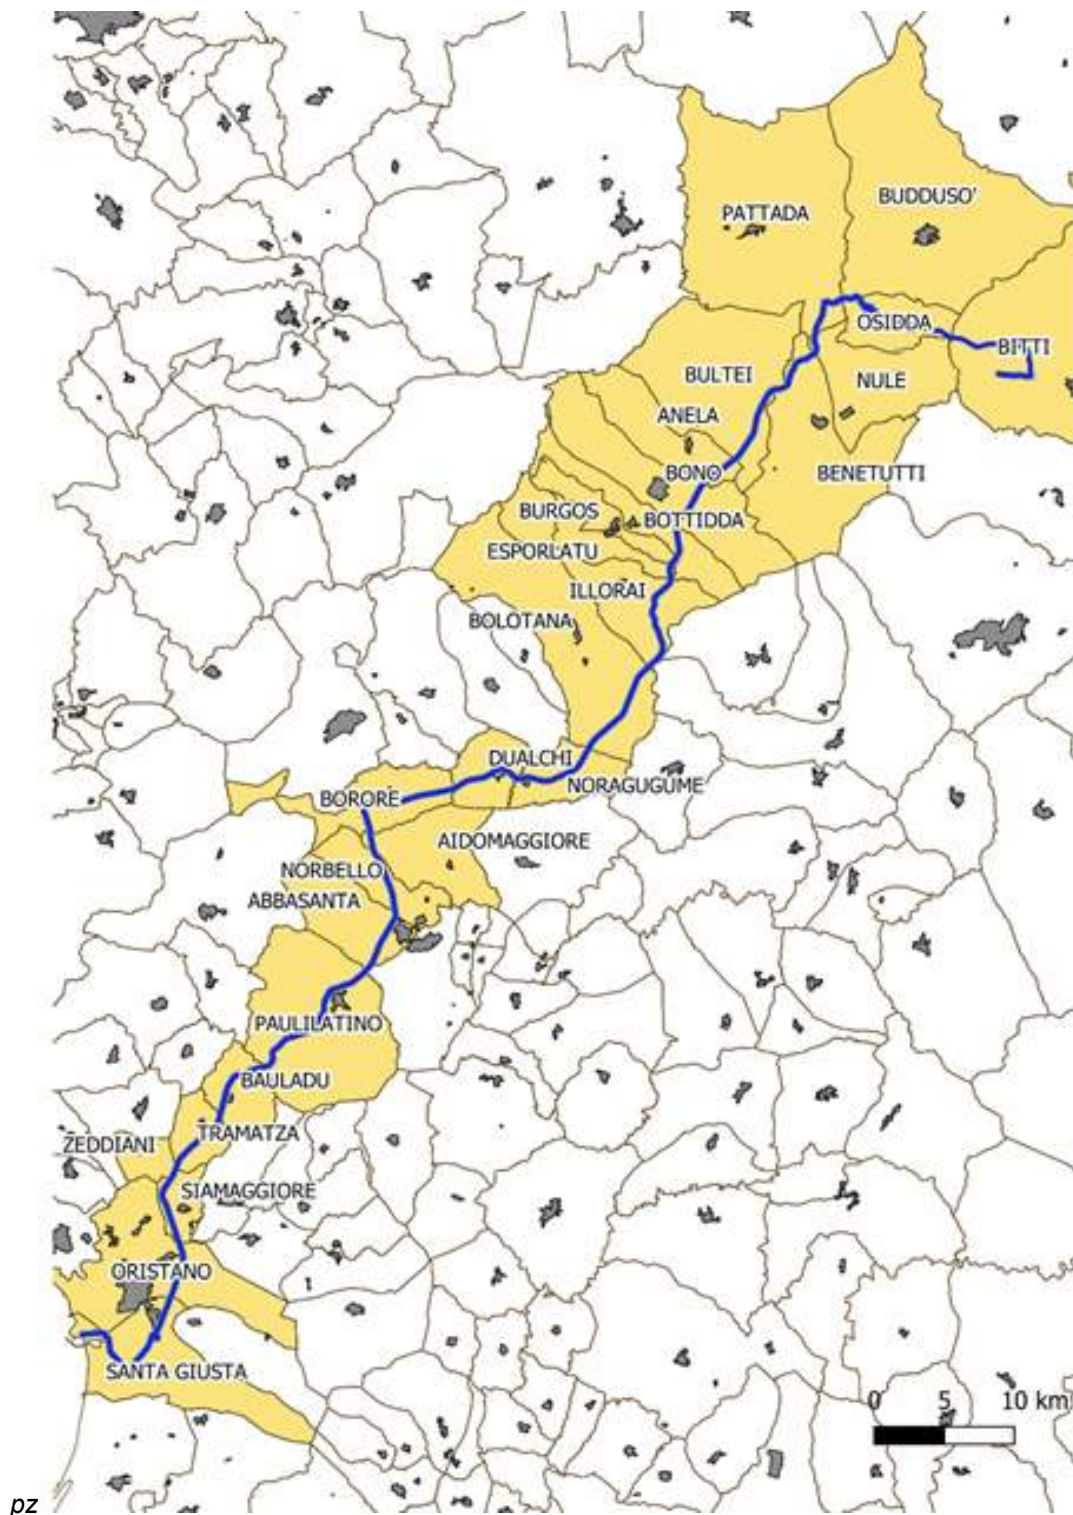 BUDDUSO'
PATTADA
OSIDDA
BITTI
BULTEI
NULE
ANELA
BONO
BENETUTTI
BURGOS
BOTTIDDA
ESPORLATU
ILLORAI
BOLOTANA
DUALCHI
NORAGUGUME
BORORE
AIDOMAGGIORE
NORBELLO
ABBASANTA
PAULILATINO
BAULADU
TRAMATZA
ZEDDIANI
SIAMAGGIORE
ORISTANO
SANTA GIUSTA
0 5 10 km
pz